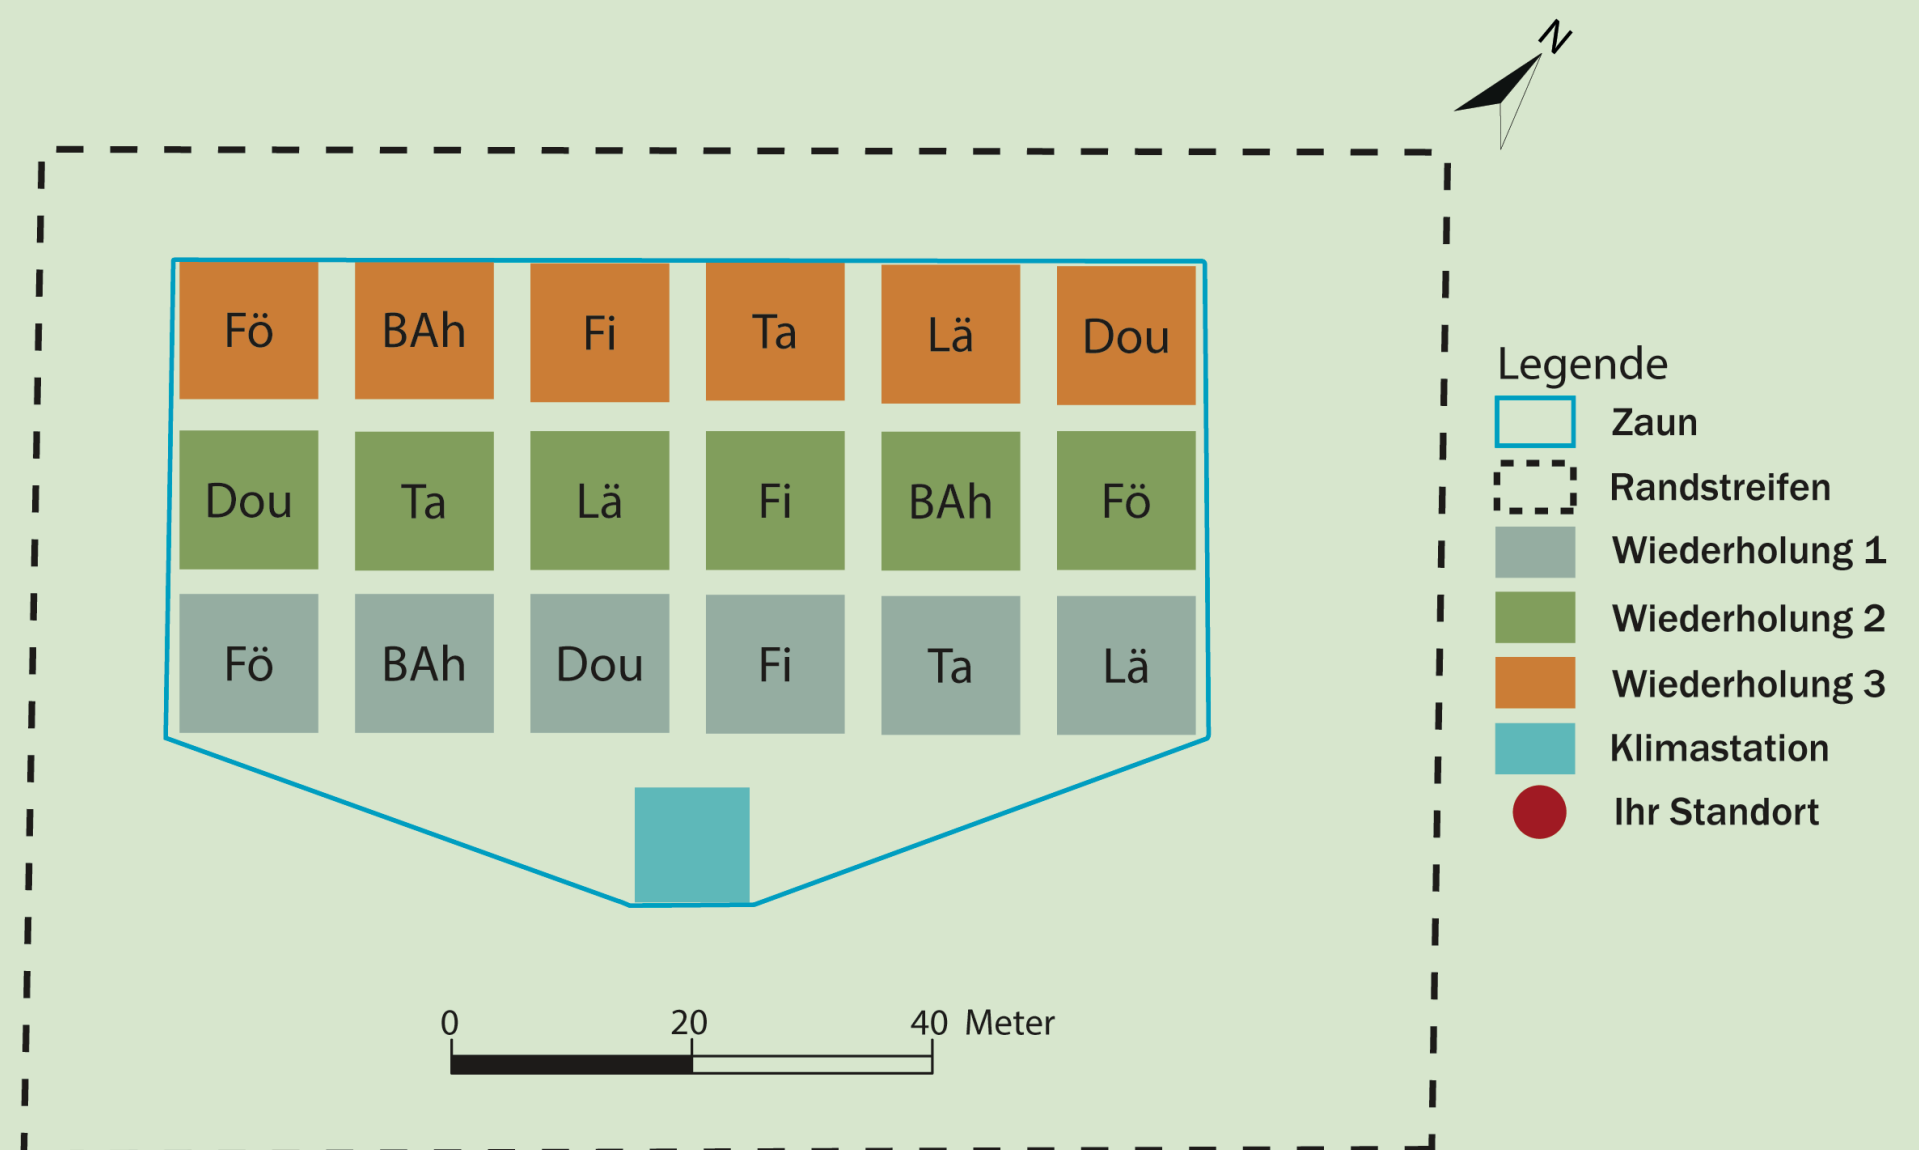 N
Fö BAh Fi Ta Lä Dou
Dou Ta Lä Fi BAh Fö
Fö BAh Dou Fi Ta Lä
0 20 40 Meter
Legende
Zaun
Randstreifen
Wiederholung 1
Wiederholung 2
Wiederholung 3
Klimastation
Ihr Standort